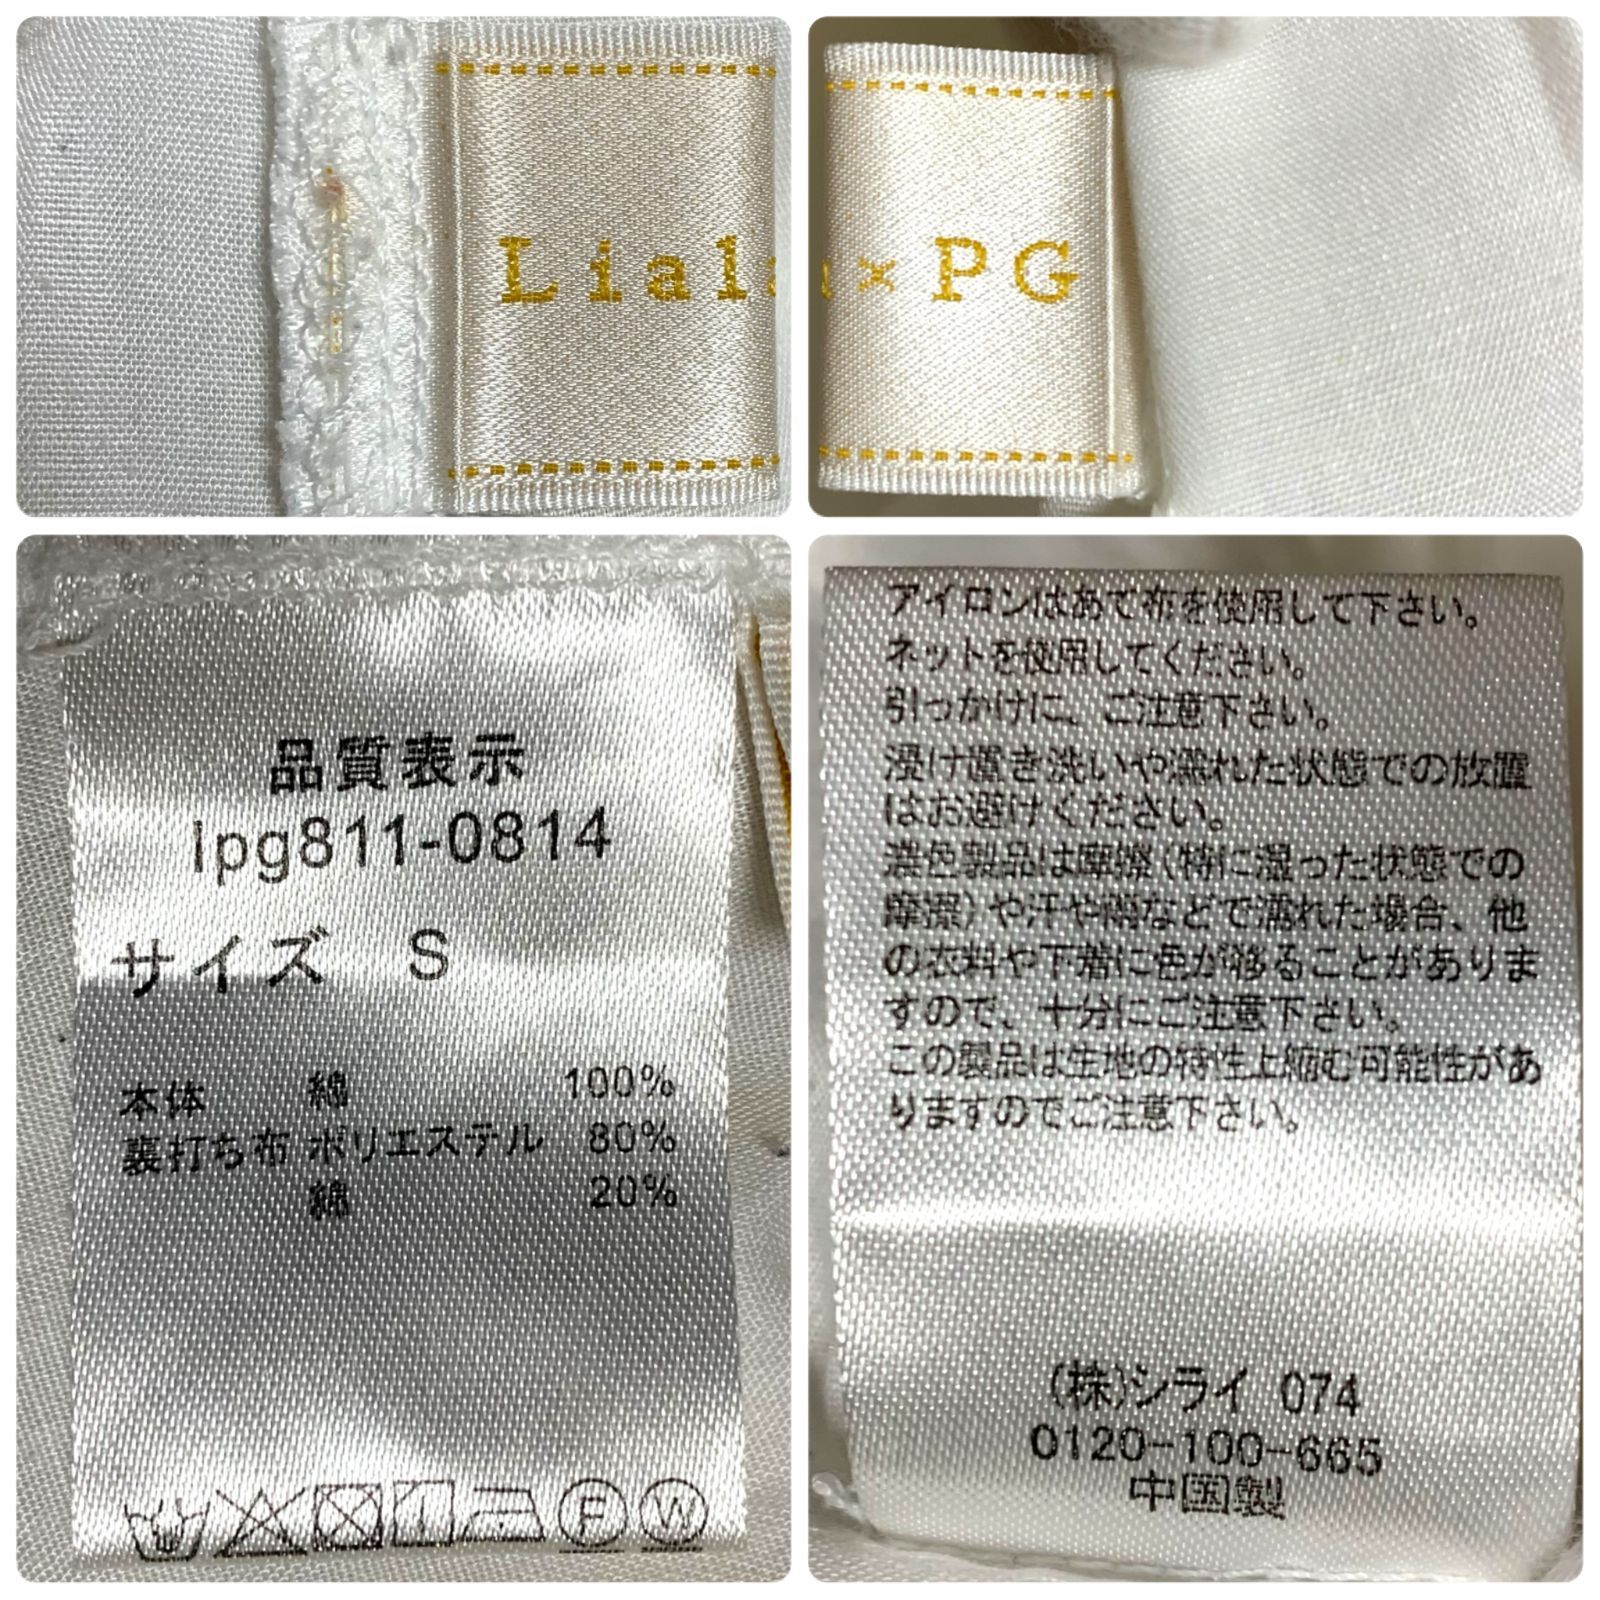 Lial
× PG
品質表示
lpg811-0814
サイズ S
本体 綿 100%
裏打ち布 ポリエステル 80%
綿 20%
F W
アイロンはあて布を使用して下さい。
ネットを使用してください。
引っかけに、ご注意下さい。
浸け置き洗いや濡れた状態での放置
はお避けください。
濃色製品は摩擦(特に湿った状態での
摩擦)や汗や雨などで濡れた場合、他
の衣料や下着に色が移ることがありま
すので、十分にご注意下さい。
この製品は生地の特性上縮む可能性があ
りますのでご注意下さい。
(株)シライ 074
0120-100-665
中国製